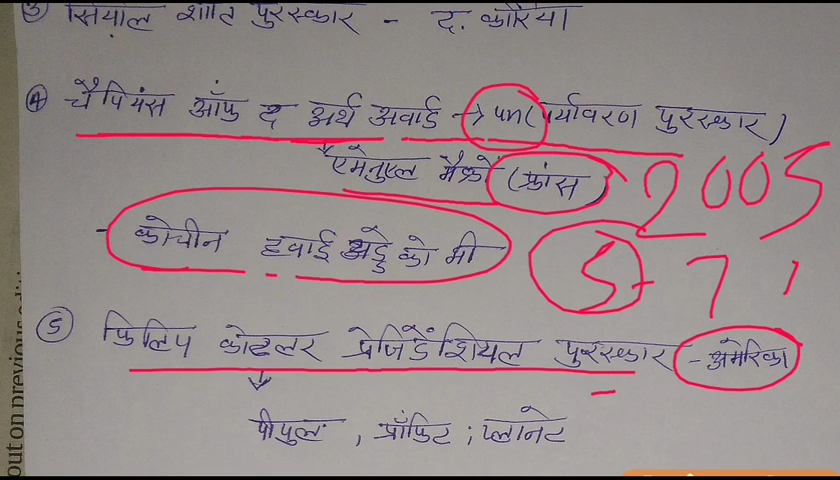 ③ सियोल शांति पुरस्कार - द. कोरिया
④ चैंपियंस ऑफ द अर्थ अवार्ड → UN (पर्यावरण पुरस्कार)
एमेनुएल मैक्रों (फ्रांस) 2005
- कोचीन हवाई अड्डे को भी 5-7
⑤ फिलिप कोटलर प्रेजिडेंशियल पुरस्कार - अमेरिका
पीपुल, प्रॉफिट ; प्लानेट
out on previous